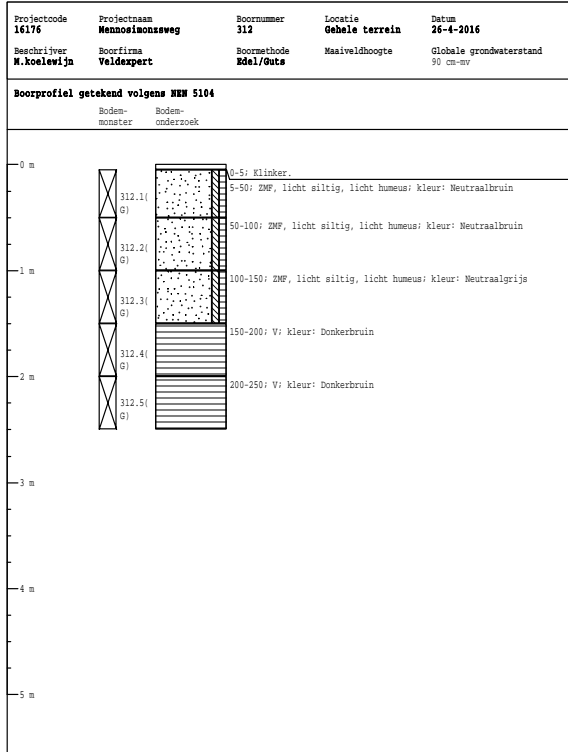 Projectcode Projectnaam Boornummer Locatie Datum
16176 Mennosimonzsweg 312 Gehele terrein 26-4-2016
Beschrijver Boorfirma Boormethode Maaiveldhoogte Globale grondwaterstand
M.koelewijn Veldexpert Edel/Guts 90 cm-mv
Boorprofiel getekend volgens NEN 5104
Bodem- Bodem-
monster onderzoek
0 m
0-5; Klinker.
5-50; ZMF, licht siltig, licht humeus; kleur: Neutraalbruin
312.1(
G)
50-100; ZMF, licht siltig, licht humeus; kleur: Neutraalbruin
312.2(
G)
1 m
100-150; ZMF, licht siltig, licht humeus; kleur: Neutraalgrijs
312.3(
G)
150-200; V; kleur: Donkerbruin
312.4(
G)
2 m
200-250; V; kleur: Donkerbruin
312.5(
G)
3 m
4 m
5 m